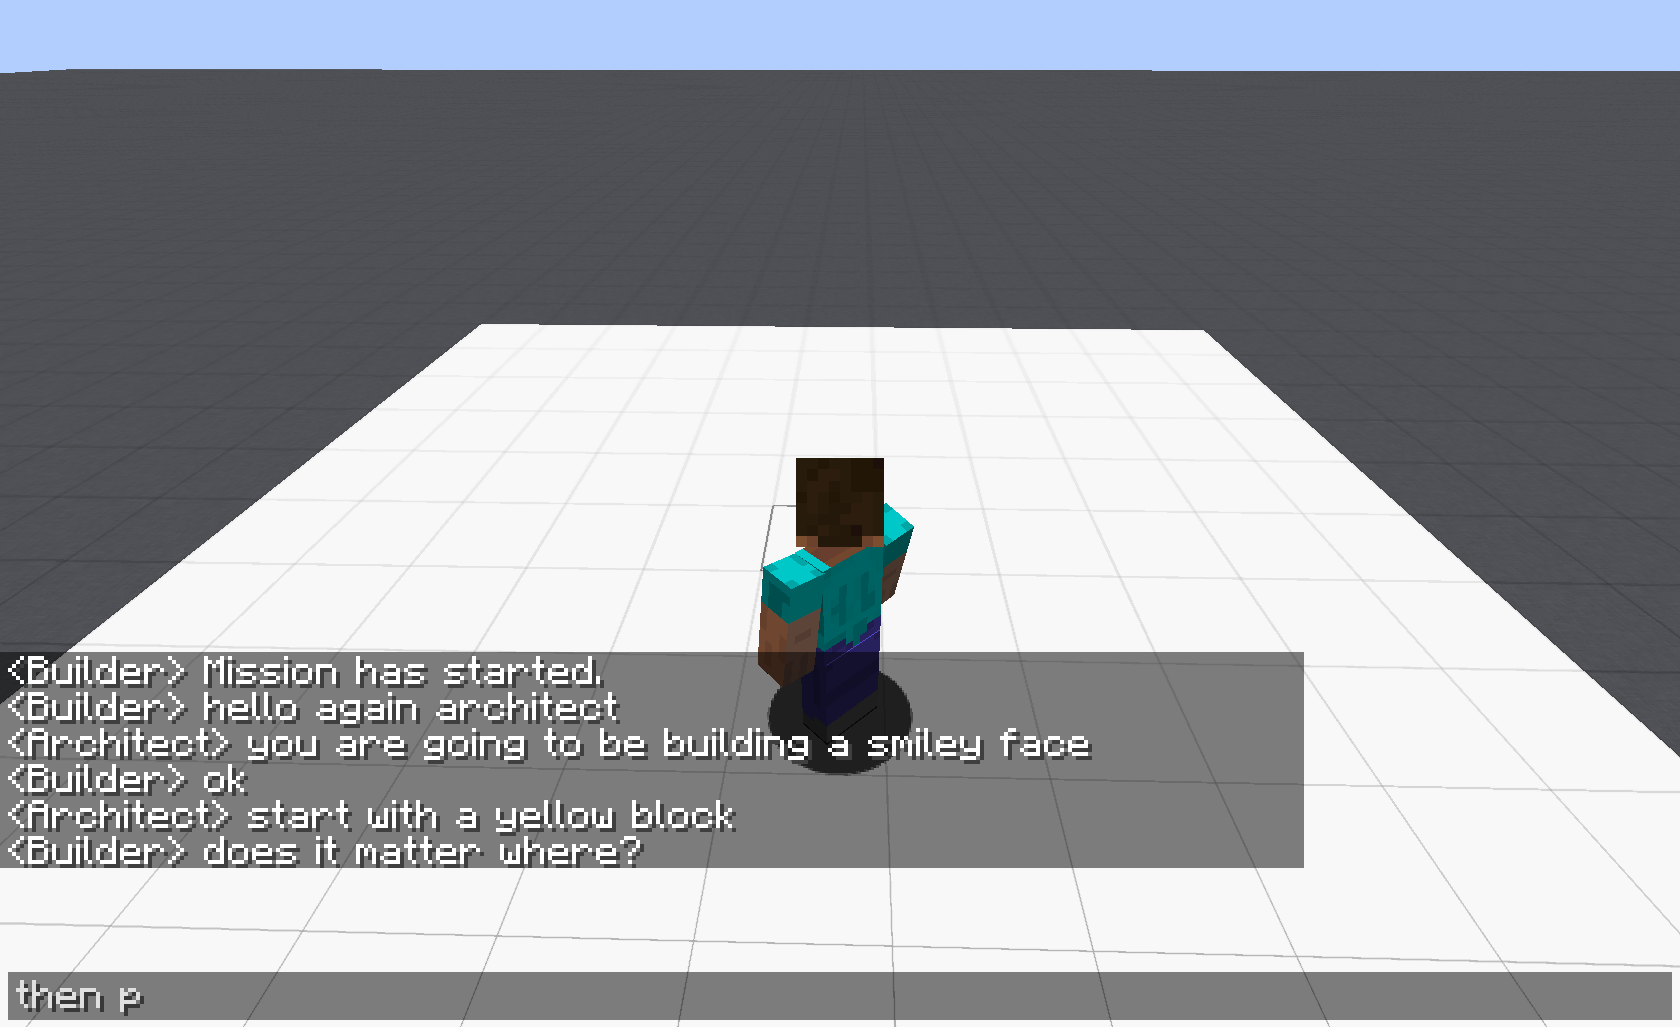 <Builder> Mission has started.
<Builder> hello again architect
<Architect> you are going to be building a smiley face
<Builder> ok
<Architect> start with a yellow block
<Builder> does it matter where?
then p